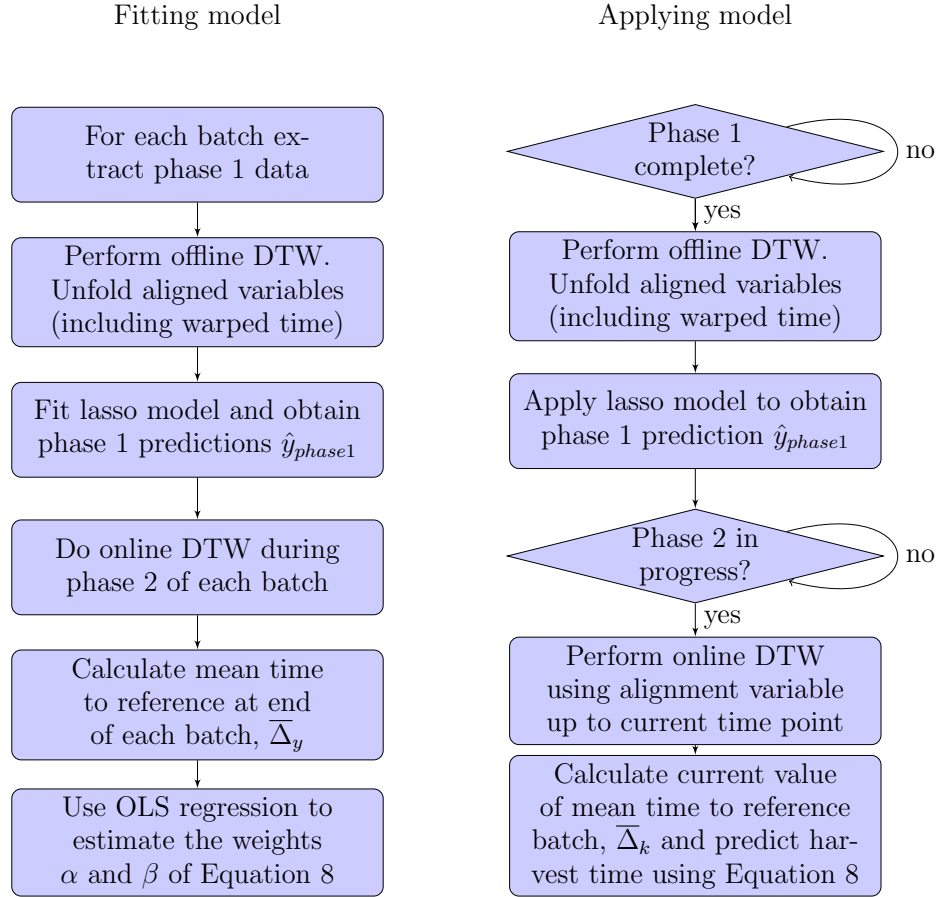 Fitting model
For each batch ex-
tract phase 1 data
Perform offline DTW.
Unfold aligned variables
(including warped time)
Fit lasso model and obtain
phase 1 predictions ŷ_{phase1}
Do online DTW during
phase 2 of each batch
Calculate mean time
to reference at end
of each batch, \overline{Δ}_y
Use OLS regression to
estimate the weights
α and β of Equation 8
Applying model
Phase 1
complete?
no
yes
Perform offline DTW.
Unfold aligned variables
(including warped time)
Apply lasso model to obtain
phase 1 prediction ŷ_{phase1}
Phase 2 in
progress?
no
yes
Perform online DTW
using alignment variable
up to current time point
Calculate current value
of mean time to reference
batch, \overline{Δ}_k and predict har-
vest time using Equation 8